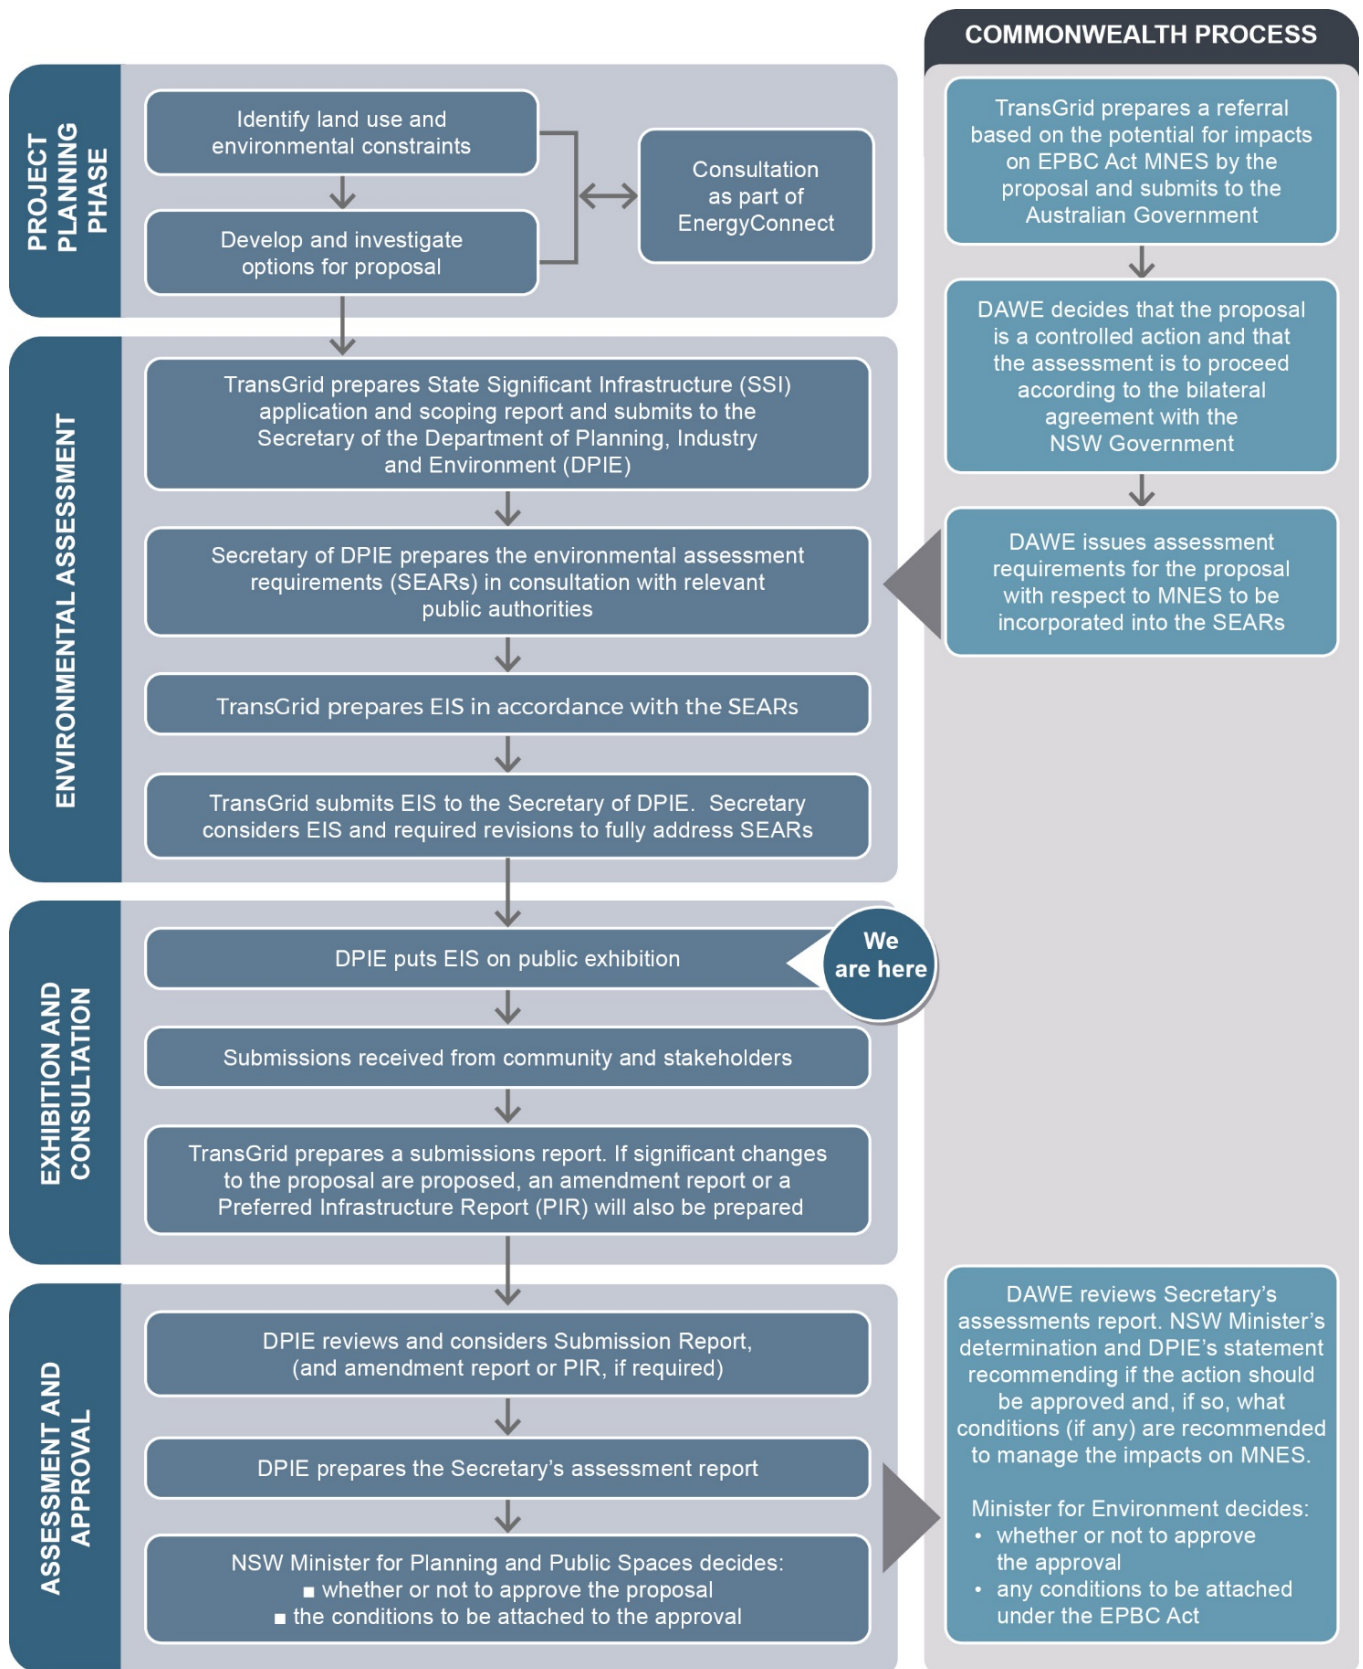 PROJECT
PLANNING
PHASE
Identify land use and
environmental constraints
Develop and investigate
options for proposal
Consultation
as part of
EnergyConnect
ENVIRONMENTAL ASSESSMENT
TransGrid prepares State Significant Infrastructure (SSI)
application and scoping report and submits to the
Secretary of the Department of Planning, Industry
and Environment (DPIE)
Secretary of DPIE prepares the environmental assessment
requirements (SEARs) in consultation with relevant
public authorities
TransGrid prepares EIS in accordance with the SEARs
TransGrid submits EIS to the Secretary of DPIE. Secretary
considers EIS and required revisions to fully address SEARs
EXHIBITION AND
CONSULTATION
DPIE puts EIS on public exhibition
We
are here
Submissions received from community and stakeholders
TransGrid prepares a submissions report. If significant changes
to the proposal are proposed, an amendment report or a
Preferred Infrastructure Report (PIR) will also be prepared
ASSESSMENT AND
APPROVAL
DPIE reviews and considers Submission Report,
(and amendment report or PIR, if required)
DPIE prepares the Secretary’s assessment report
NSW Minister for Planning and Public Spaces decides:
■ whether or not to approve the proposal
■ the conditions to be attached to the approval
COMMONWEALTH PROCESS
TransGrid prepares a referral
based on the potential for impacts
on EPBC Act MNES by the
proposal and submits to the
Australian Government
DAWE decides that the proposal
is a controlled action and that
the assessment is to proceed
according to the bilateral
agreement with the
NSW Government
DAWE issues assessment
requirements for the proposal
with respect to MNES to be
incorporated into the SEARs
DAWE reviews Secretary’s
assessments report. NSW Minister’s
determination and DPIE’s statement
recommending if the action should
be approved and, if so, what
conditions (if any) are recommended
to manage the impacts on MNES.
Minister for Environment decides:
• whether or not to approve
the approval
• any conditions to be attached
under the EPBC Act